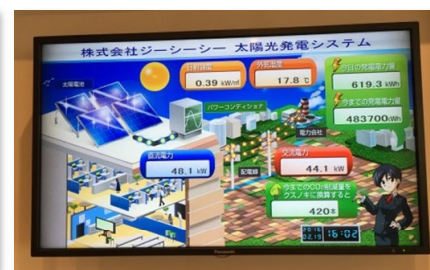 株式会社ジーシーシー 太陽光発電システム
日射強度
0.39 kW/㎡
外気温度
17.8 ℃
今日の発電電力量
619.3 kWh
今までの発電電力量
483700kWh
太陽電池
パワーコンディショナ
電力会社
直流電力
48.1 kW
配電線
交流電力
44.1 kW
今までのCO₂削減量を
クスノキに換算すると
420本
2016
02.19 16:02
Panasonic